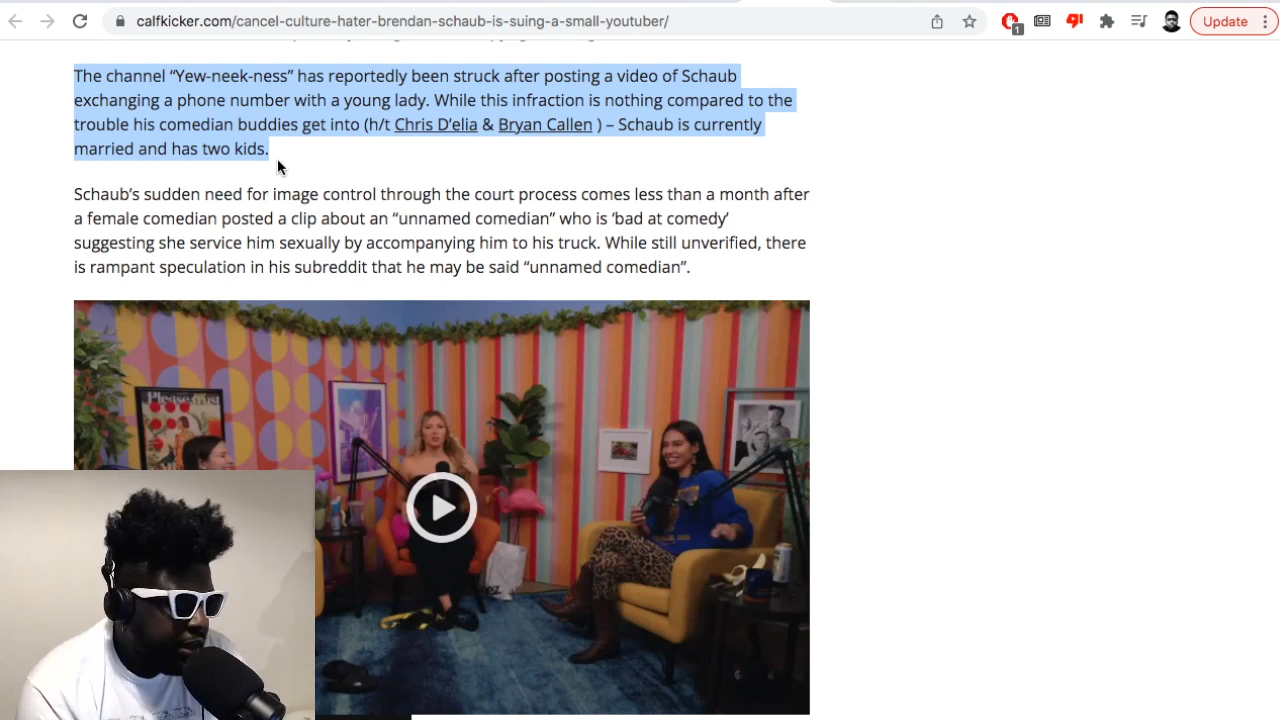 calfkicker.com/cancel-culture-hater-brendan-schaub-is-suing-a-small-youtuber/
1
Update
The channel “Yew-neek-ness” has reportedly been struck after posting a video of Schaub
exchanging a phone number with a young lady. While this infraction is nothing compared to the
trouble his comedian buddies get into (h/t Chris D’elia & Bryan Callen ) – Schaub is currently
married and has two kids.
Schaub’s sudden need for image control through the court process comes less than a month after
a female comedian posted a clip about an “unnamed comedian” who is ‘bad at comedy’
suggesting she service him sexually by accompanying him to his truck. While still unverified, there
is rampant speculation in his subreddit that he may be said “unnamed comedian”.
Please trust